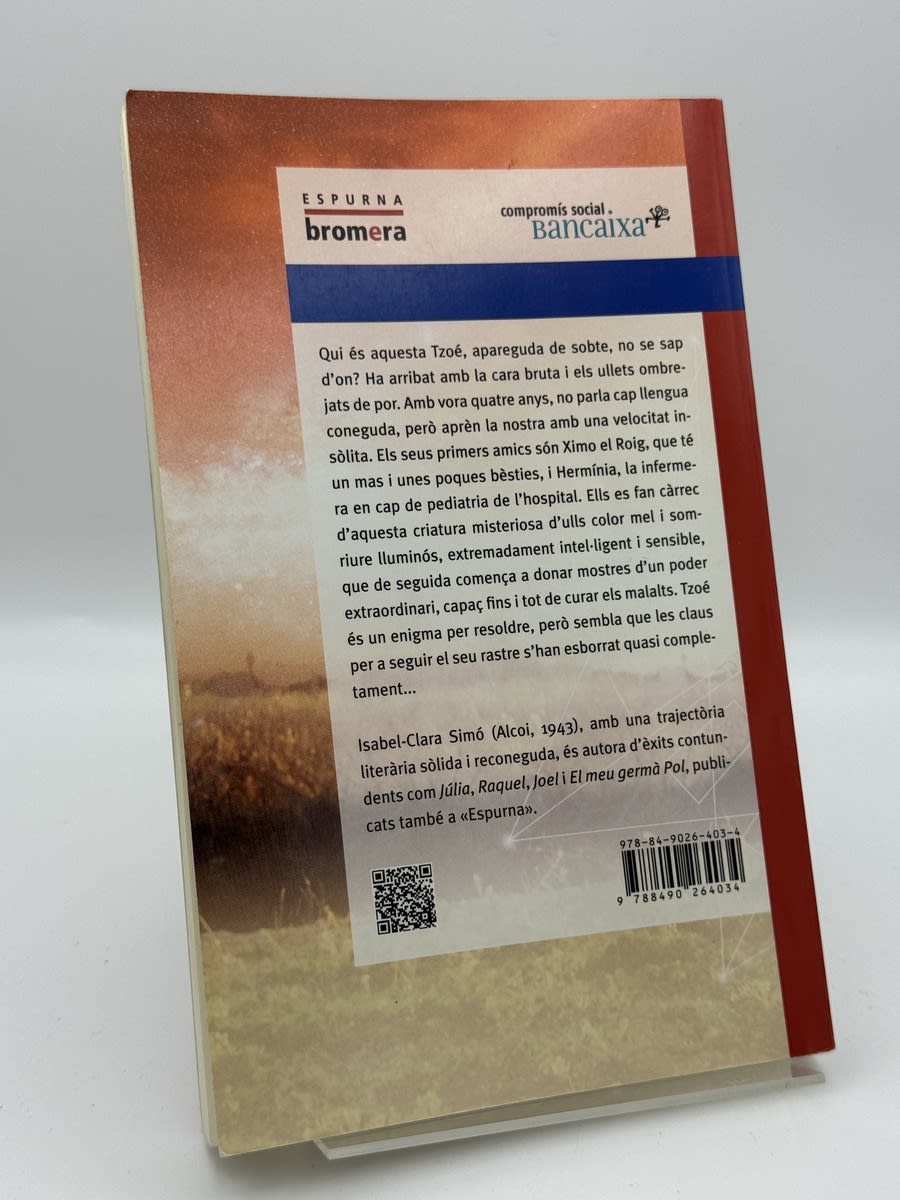 ESPURNA
bromera
compromís social
Bancaixa
Qui és aquesta Tzoé, apareguda de sobte, no se sap
d'on? Ha arribat amb la cara bruta i els ullets ombre-
jats de por. Amb vora quatre anys, no parla cap llengua
coneguda, però aprèn la nostra amb una velocitat in-
sòlita. Els seus primers amics són Ximo el Roig, que té
un mas i unes poques bèsties, i Hermínia, la inferme-
ra en cap de pediatria de l'hospital. Ells es fan càrrec
d'aquesta criatura misteriosa d'ulls color mel i som-
riure lluminós, extremadament intel·ligent i sensible,
que de seguida comença a donar mostres d'un poder
extraordinari, capaç fins i tot de curar els malalts. Tzoé
és un enigma per resoldre, però sembla que les claus
per a seguir el seu rastre s'han esborrat quasi comple-
tament...
Isabel-Clara Simó (Alcoi, 1943), amb una trajectòria
literària sòlida i reconeguda, és autora d'èxits contun-
dents com Júlia, Raquel, Joel i El meu germà Pol, publi-
cats també a «Espurna».
978-84-9026-403-4
9 788490 264034